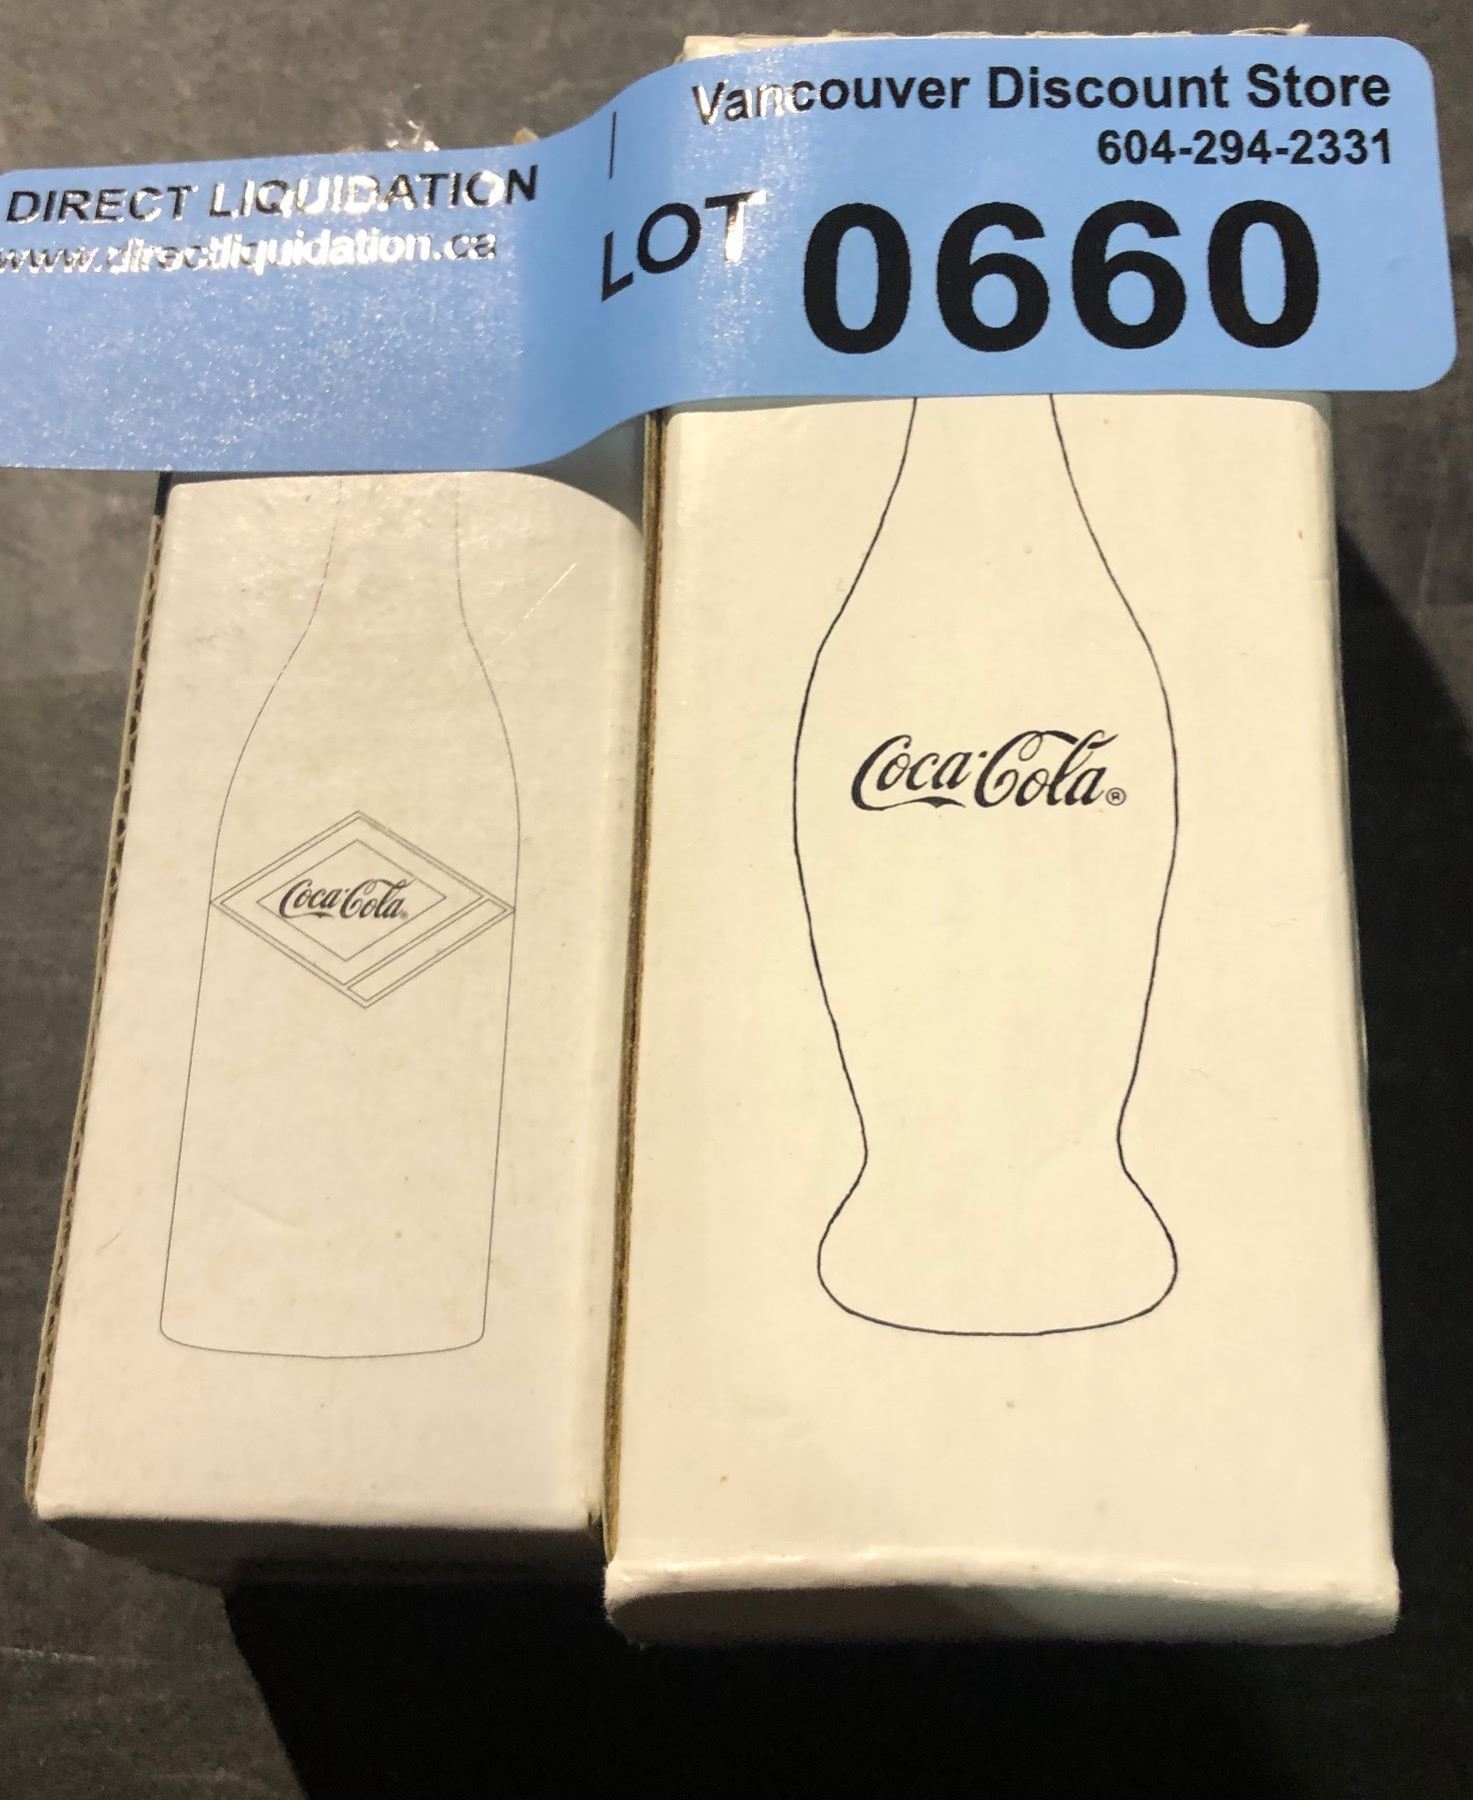 Vancouver Discount Store
604-294-2331
DIRECT LIQUIDATION
www.directliquidation.ca
LOT 0660
Coca-Cola®
Coca-Cola®